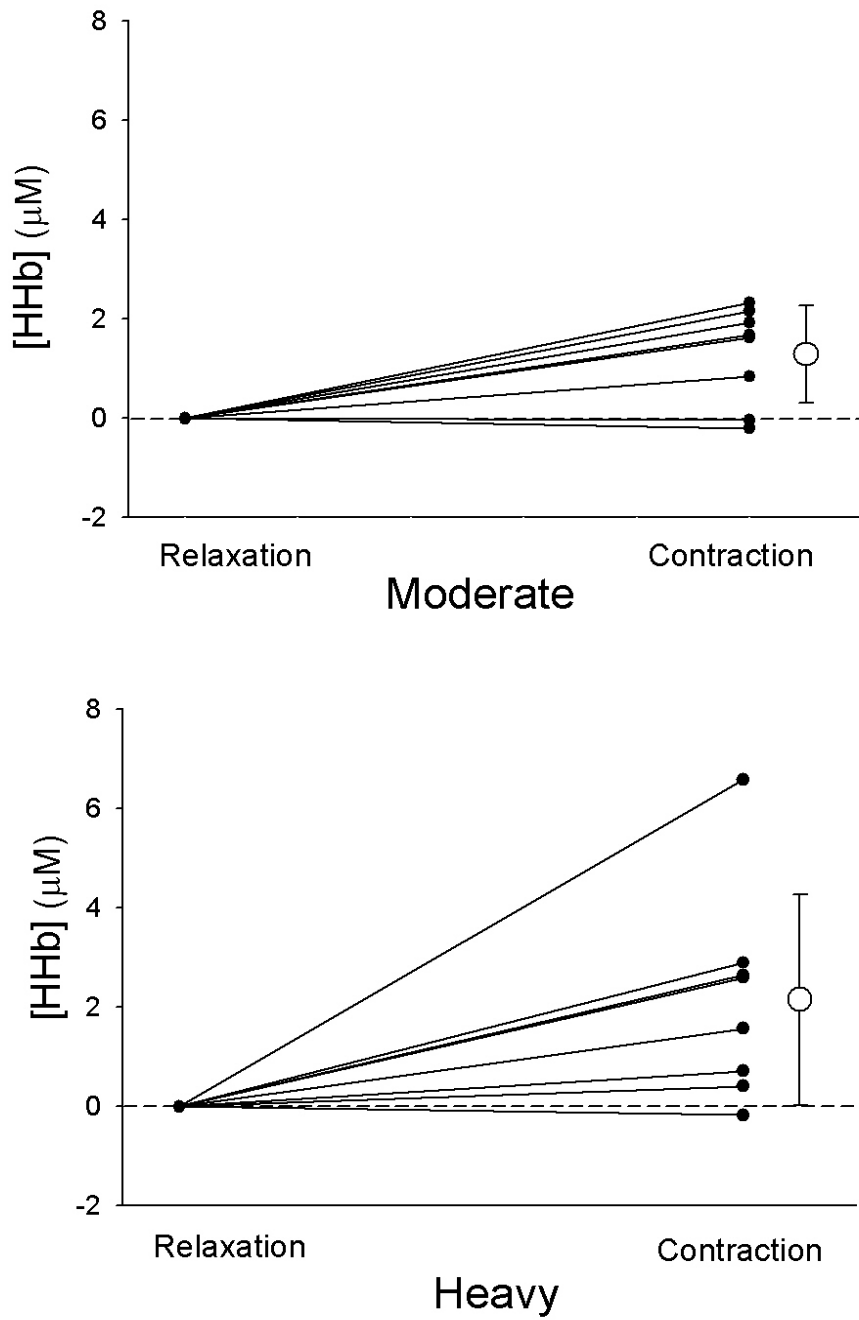 8
6
4
2
0
-2
[HHb] (μM)
Relaxation Contraction
Moderate
8
6
4
2
0
-2
[HHb] (μM)
Relaxation Contraction
Heavy